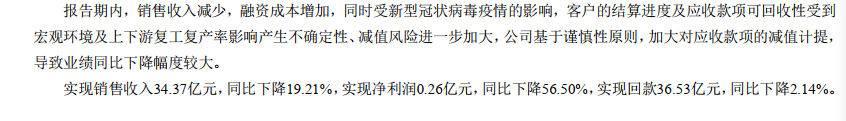 报告期内，销售收入减少，融资成本增加，同时受新型冠状病毒疫情的影响，客户的结算进度及应收款项可回收性受到
宏观环境及上下游复工复产率影响产生不确定性、减值风险进一步加大，公司基于谨慎性原则，加大对应收款项的减值计提，
导致业绩同比下降幅度较大。
实现销售收入34.37亿元，同比下降19.21%，实现净利润0.26亿元，同比下降56.50%，实现回款36.53亿元，同比下降2.14%。